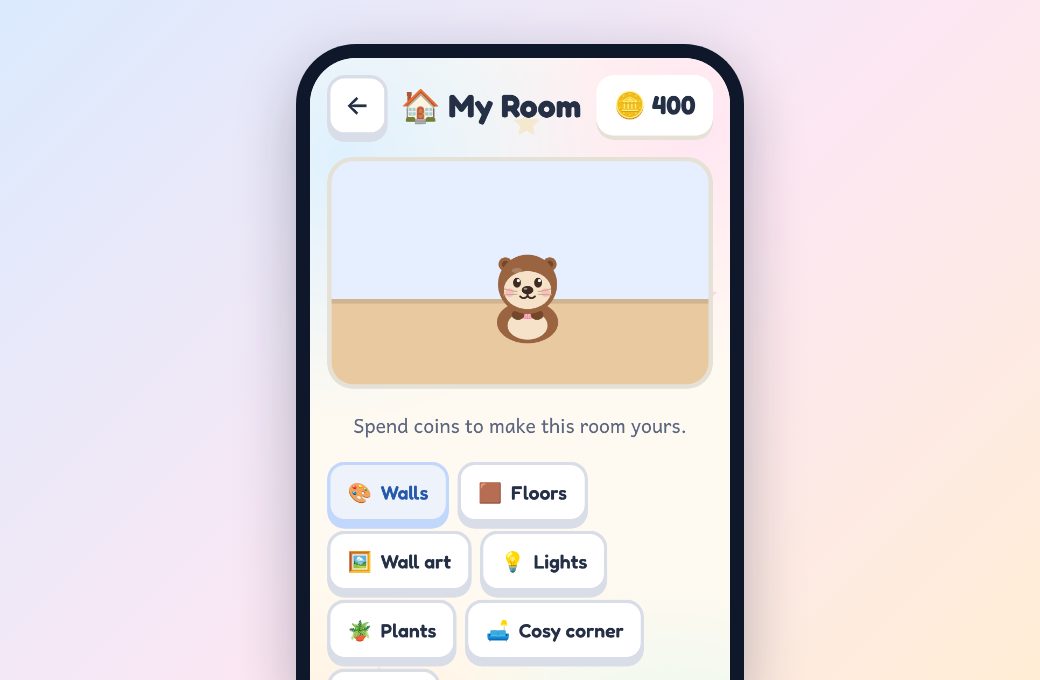 My Room
400
Spend coins to make this room yours.
Walls
Floors
Wall art
Lights
Plants
Cosy corner